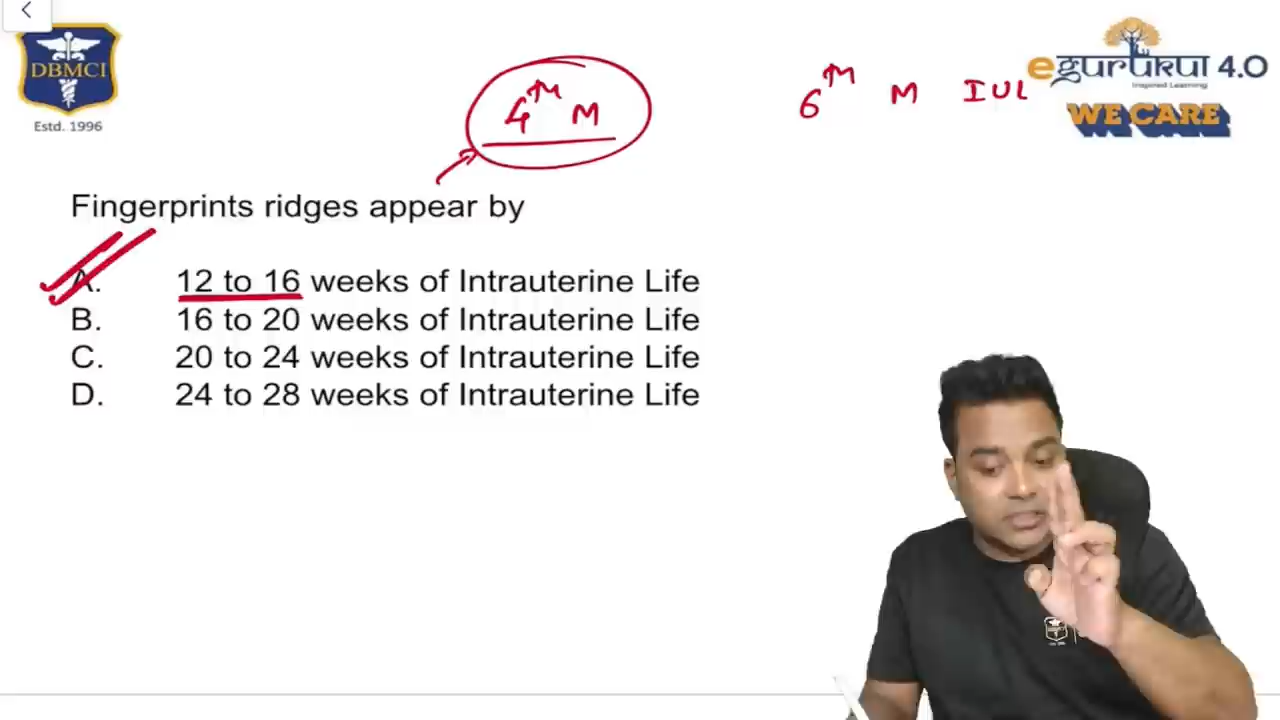 DBMCI
Estd. 1996
4th M
6th M IUL
egurukul 4.0
Inspired Learning
WE CARE
Fingerprints ridges appear by
A. 12 to 16 weeks of Intrauterine Life
B. 16 to 20 weeks of Intrauterine Life
C. 20 to 24 weeks of Intrauterine Life
D. 24 to 28 weeks of Intrauterine Life